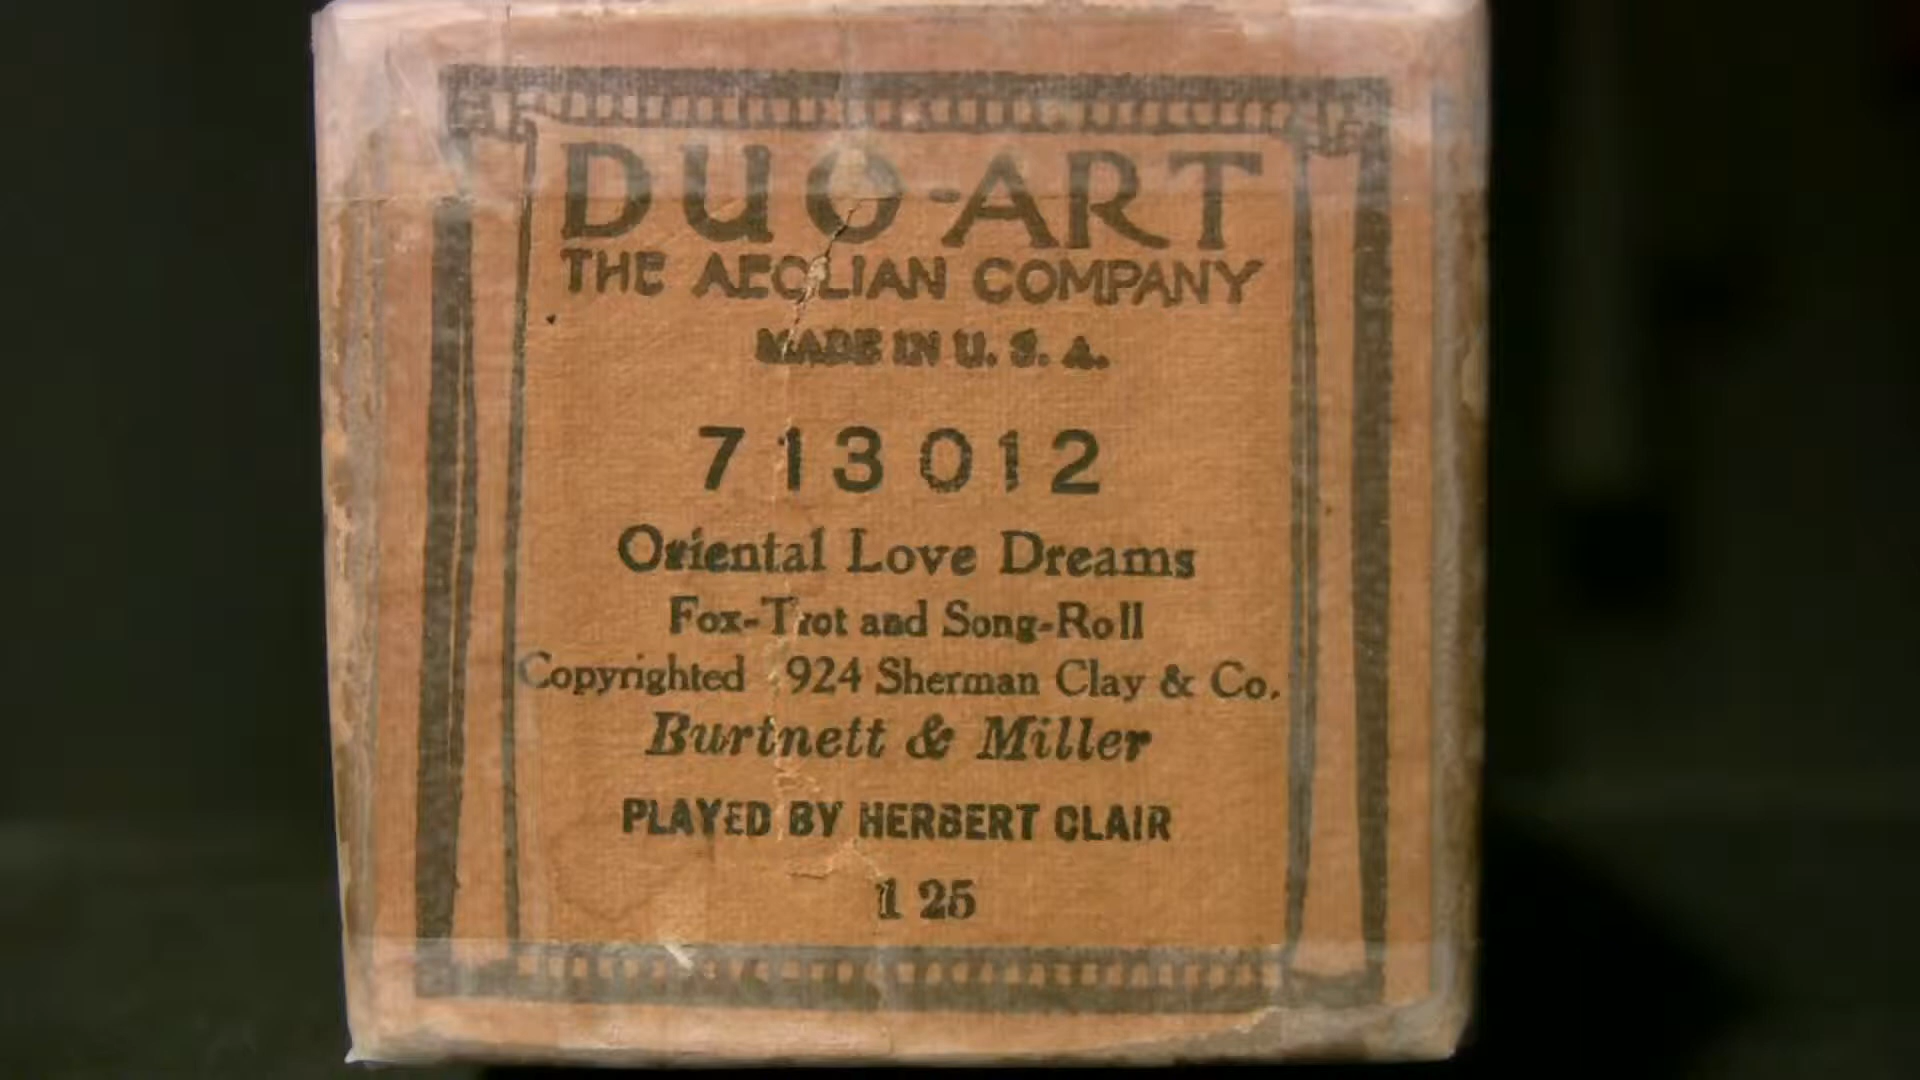 DUO-ART
THE AEOLIAN COMPANY
MADE IN U. S. A.
713012
Oriental Love Dreams
Fox-Trot and Song-Roll
Copyrighted 1924 Sherman Clay & Co.
Burtnett & Miller
PLAYED BY HERBERT CLAIR
1 25